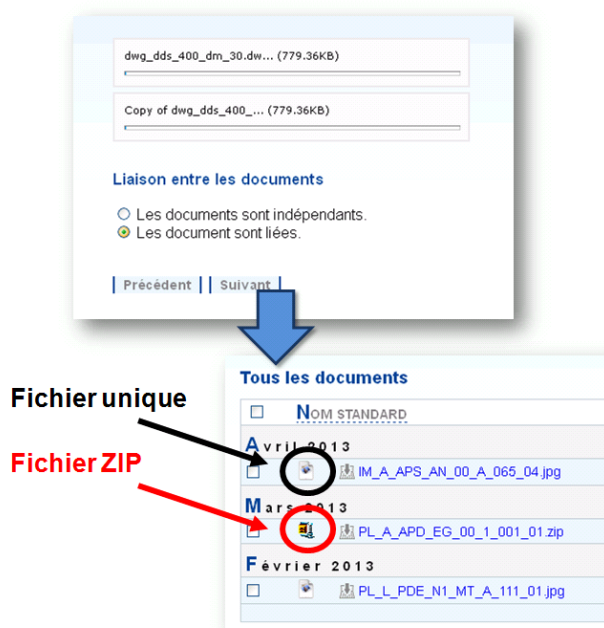 dwg_dds_400_dm_30.dw... (779.36KB)
Copy of dwg_dds_400_... (779.36KB)
Liaison entre les documents
Les documents sont indépendants.
Les document sont liées.
Précédent
Suivant
Tous les documents
Fichier unique
NOM STANDARD
Avril 2013
Fichier ZIP
IM_A_APS_AN_00_A_065_04.jpg
Mars 2013
PL_A_APD_EG_00_1_001_01.zip
Février 2013
PL_L_PDE_N1_MT_A_111_01.jpg